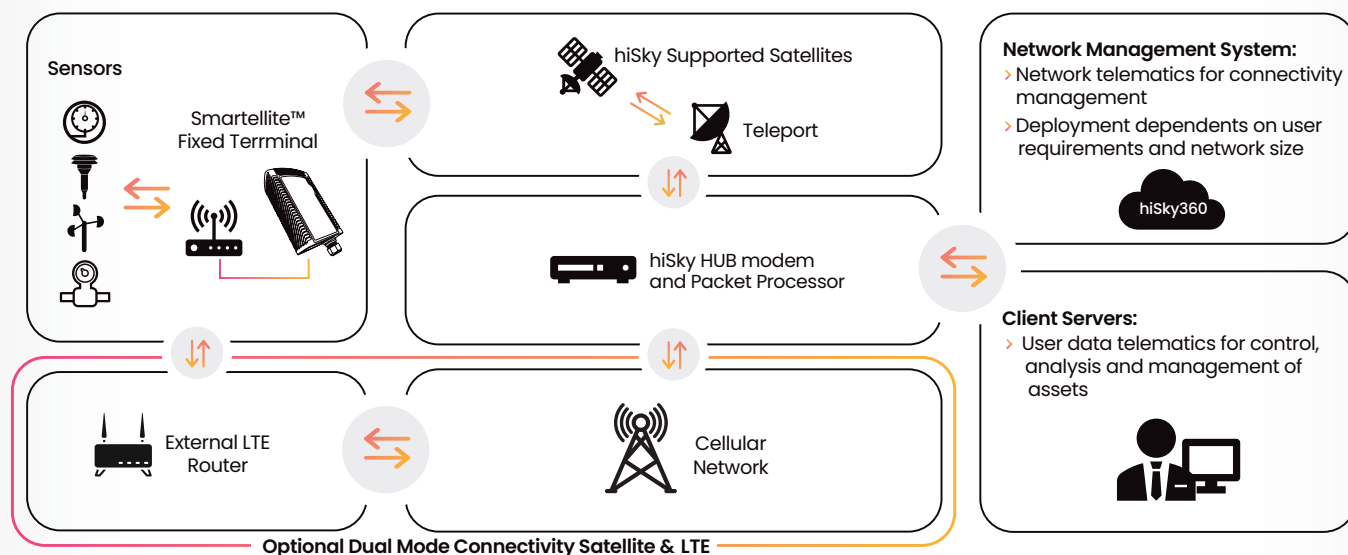 Sensors
Smartellite™
Fixed Terrminal
hiSky Supported Satellites
Teleport
hiSky HUB modem
and Packet Processor
External LTE
Router
Cellular
Network
Optional Dual Mode Connectivity Satellite & LTE
Network Management System:
› Network telematics for connectivity
management
› Deployment dependents on user
requirements and network size
hiSky360
Client Servers:
› User data telematics for control,
analysis and management of
assets